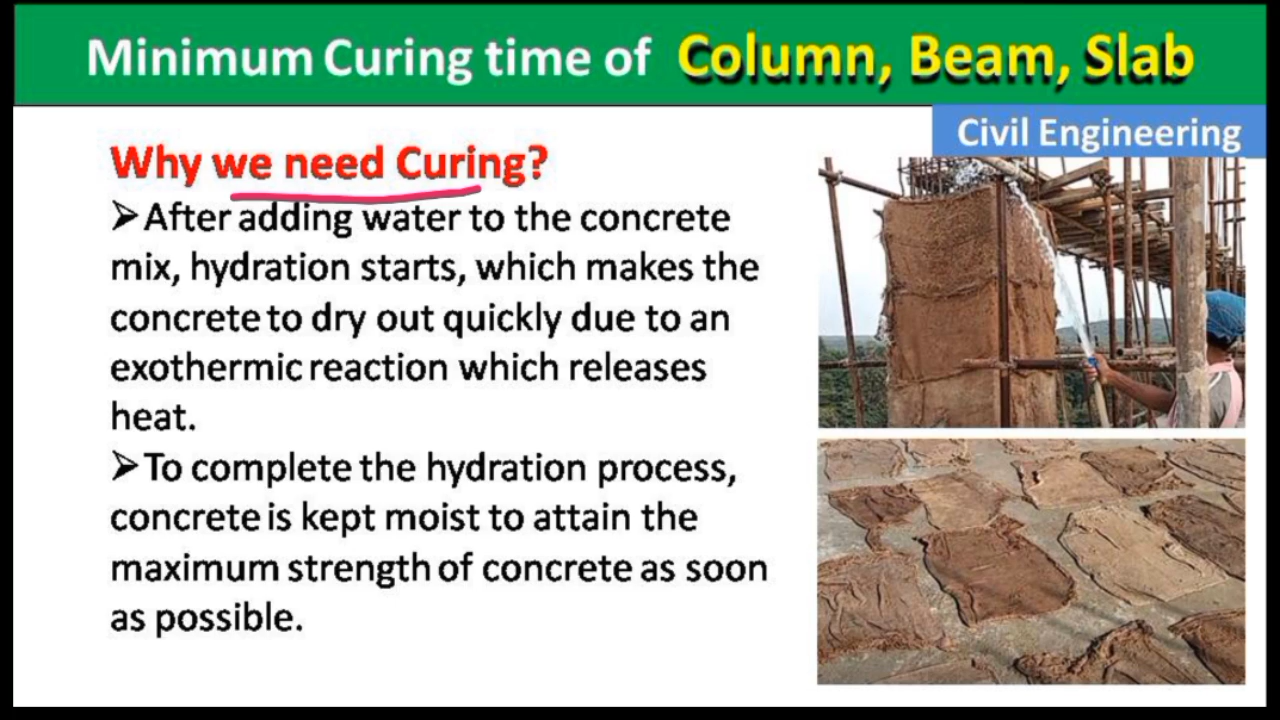 Minimum Curing time of Column, Beam, Slab
Civil Engineering
Why we need Curing?
➢After adding water to the concrete
mix, hydration starts, which makes the
concrete to dry out quickly due to an
exothermic reaction which releases
heat.
➢To complete the hydration process,
concrete is kept moist to attain the
maximum strength of concrete as soon
as possible.